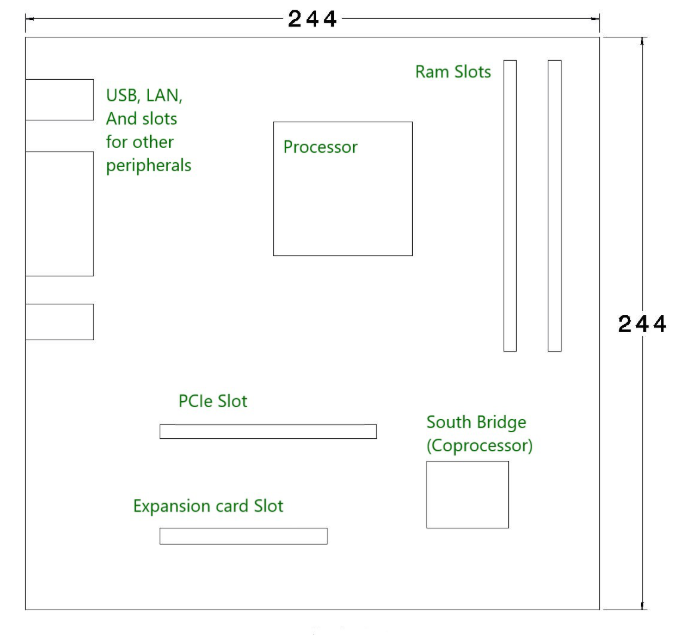 244
Ram Slots
USB, LAN,
And slots
for other
peripherals
Processor
244
PCIe Slot
South Bridge
(Coprocessor)
Expansion card Slot